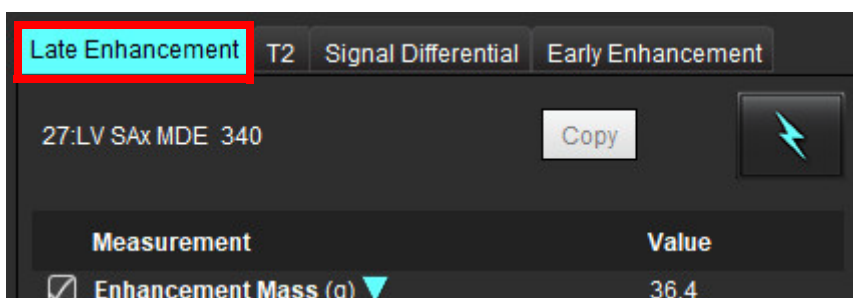 Late Enhancement T2 Signal Differential Early Enhancement
27:LV SAx MDE 340 Copy
Measurement Value
Enhancement Mass (g) 36.4